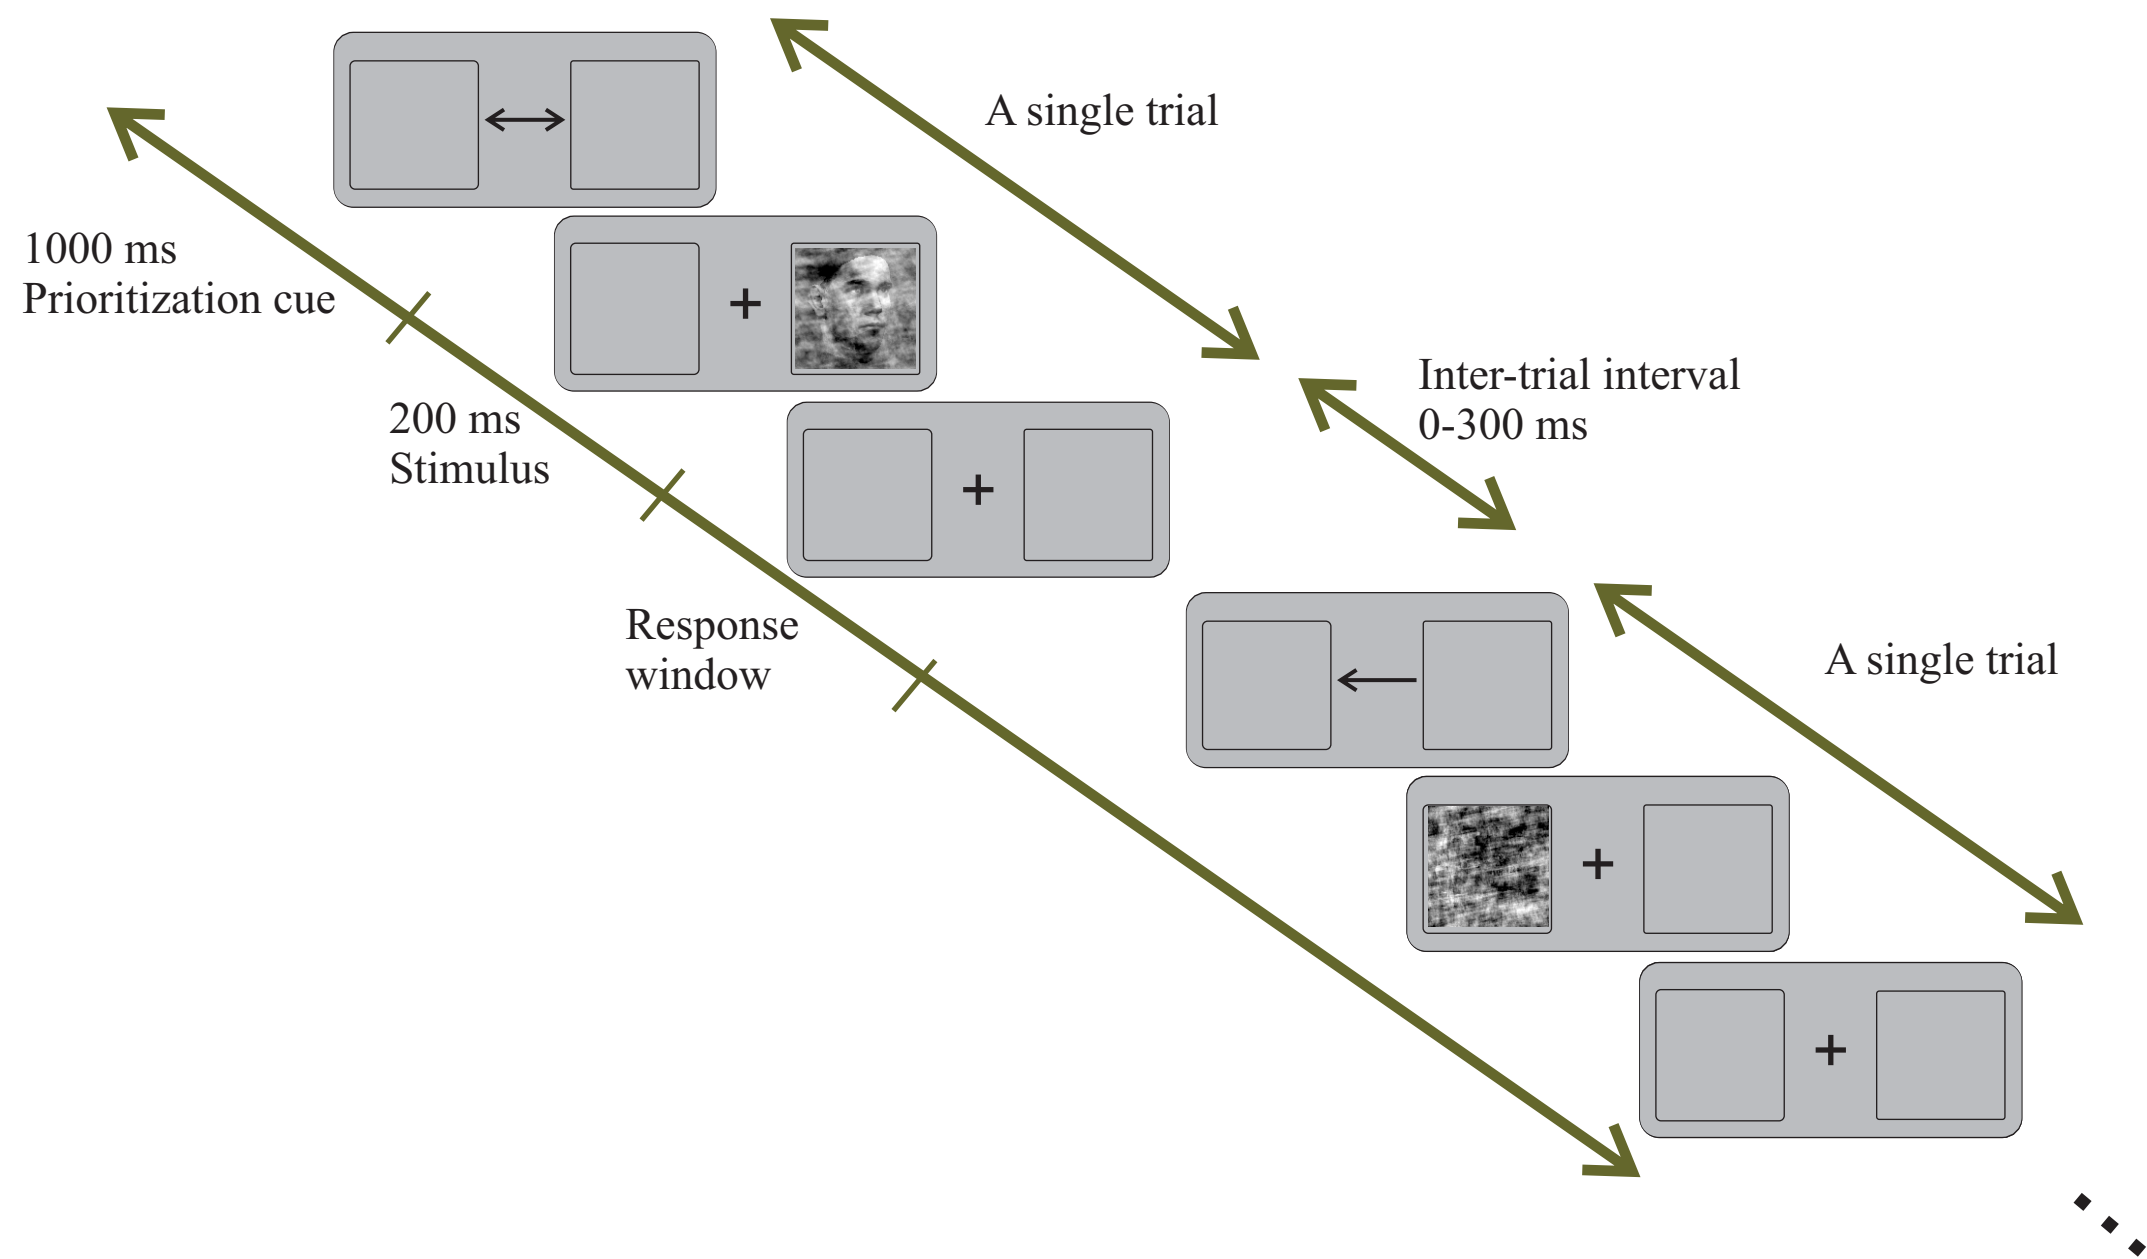 A single trial
1000 ms
Prioritization cue
Inter-trial interval
0-300 ms
200 ms
Stimulus
Response
window
A single trial